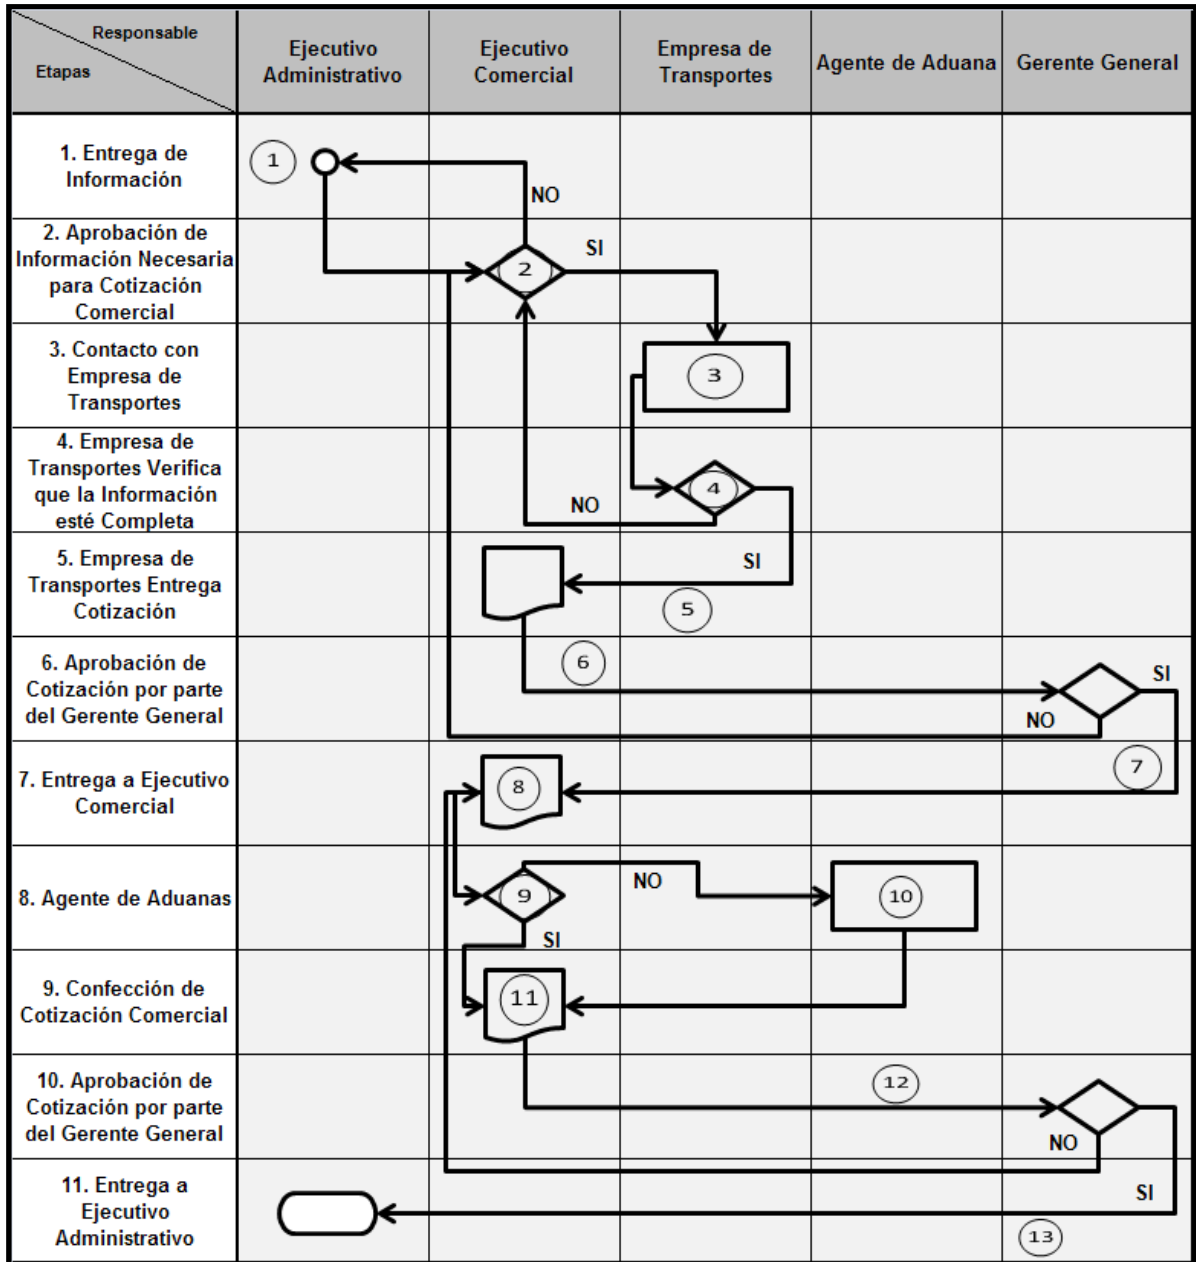 Responsable
Etapas
Ejecutivo
Administrativo
Ejecutivo
Comercial
Empresa de
Transportes
Agente de Aduana
Gerente General
1. Entrega de
Información
1
NO
2. Aprobación de
Información Necesaria
para Cotización
Comercial
2
SI
3. Contacto con
Empresa de
Transportes
3
4. Empresa de
Transportes Verifica
que la Información
esté Completa
4
NO
5. Empresa de
Transportes Entrega
Cotización
SI
5
6. Aprobación de
Cotización por parte
del Gerente General
6
SI
NO
7. Entrega a Ejecutivo
Comercial
8
7
8. Agente de Aduanas
9
NO
10
SI
9. Confección de
Cotización Comercial
11
10. Aprobación de
Cotización por parte
del Gerente General
12
NO
11. Entrega a
Ejecutivo
Administrativo
SI
13